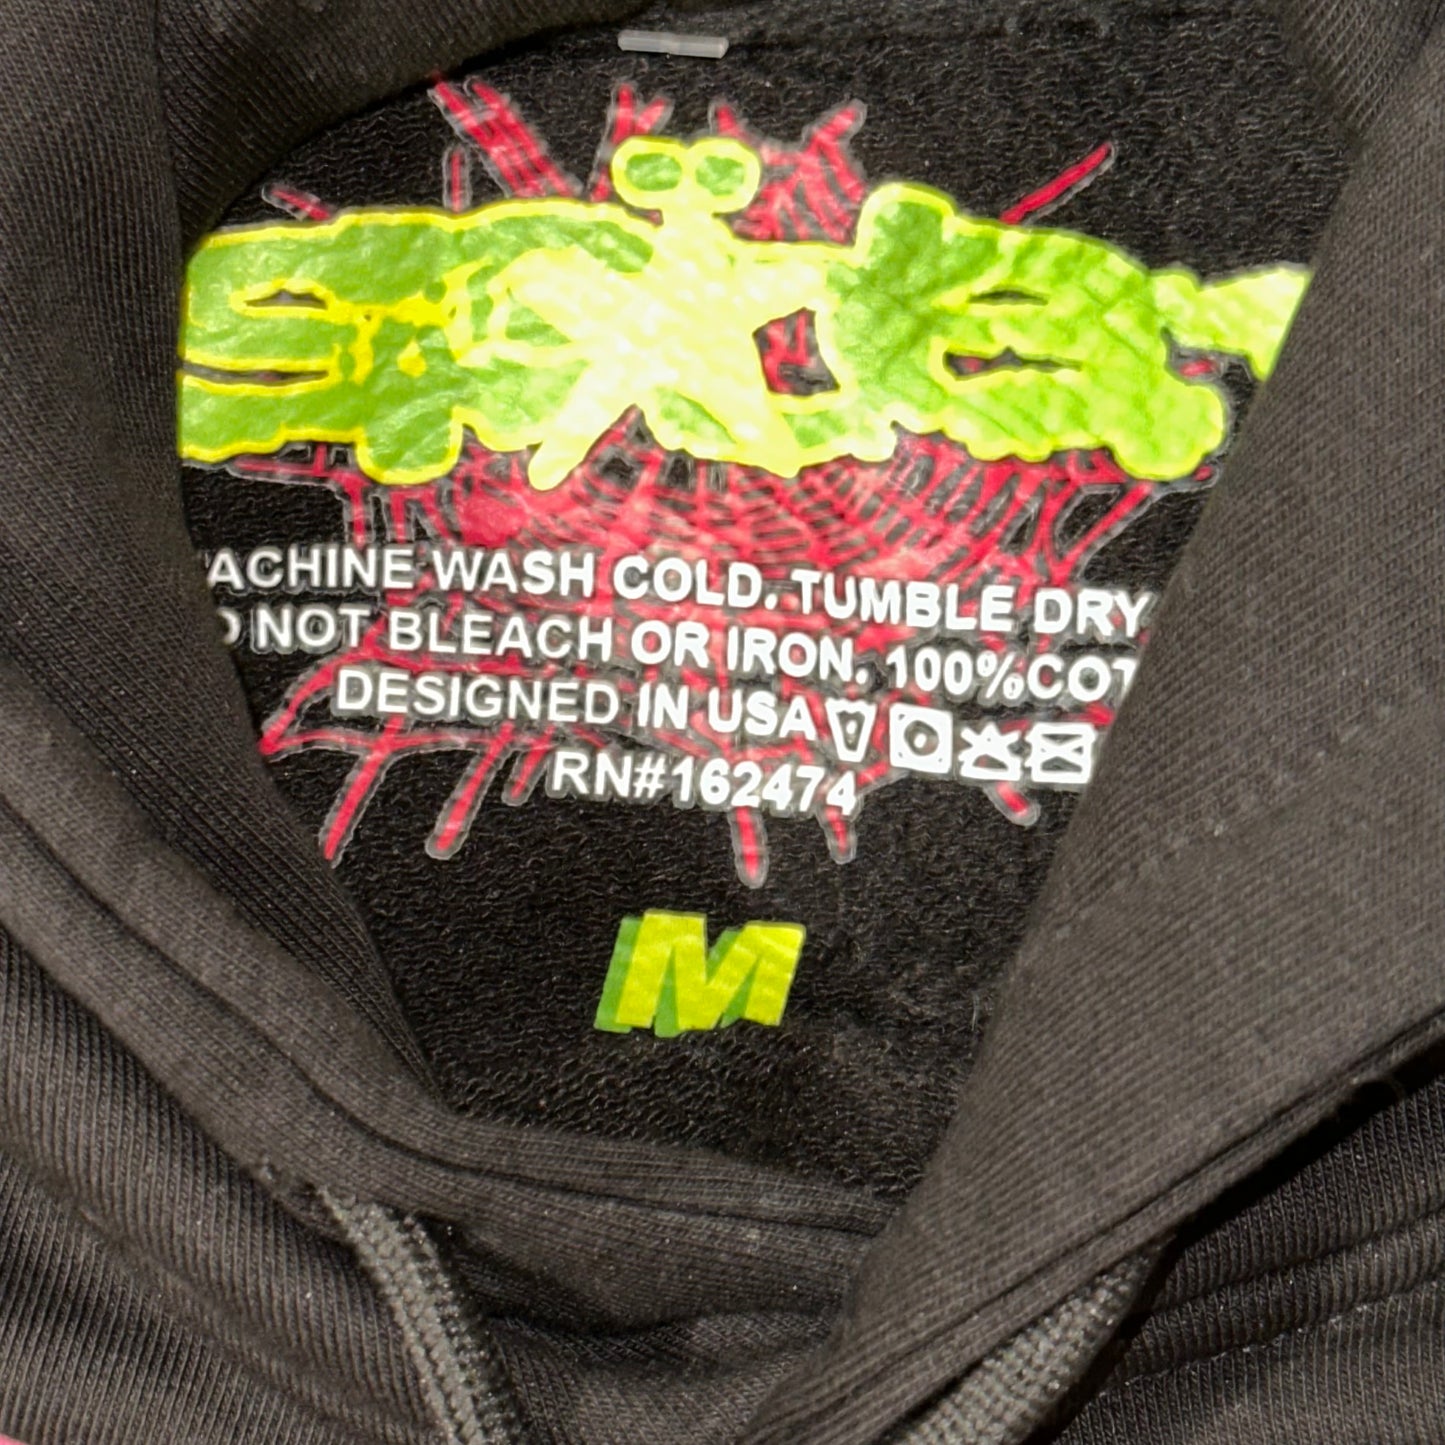 ACHINE WASH COLD. TUMBLE DRY
NOT BLEACH OR IRON. 100%COT
DESIGNED IN USA
RN#162474
M